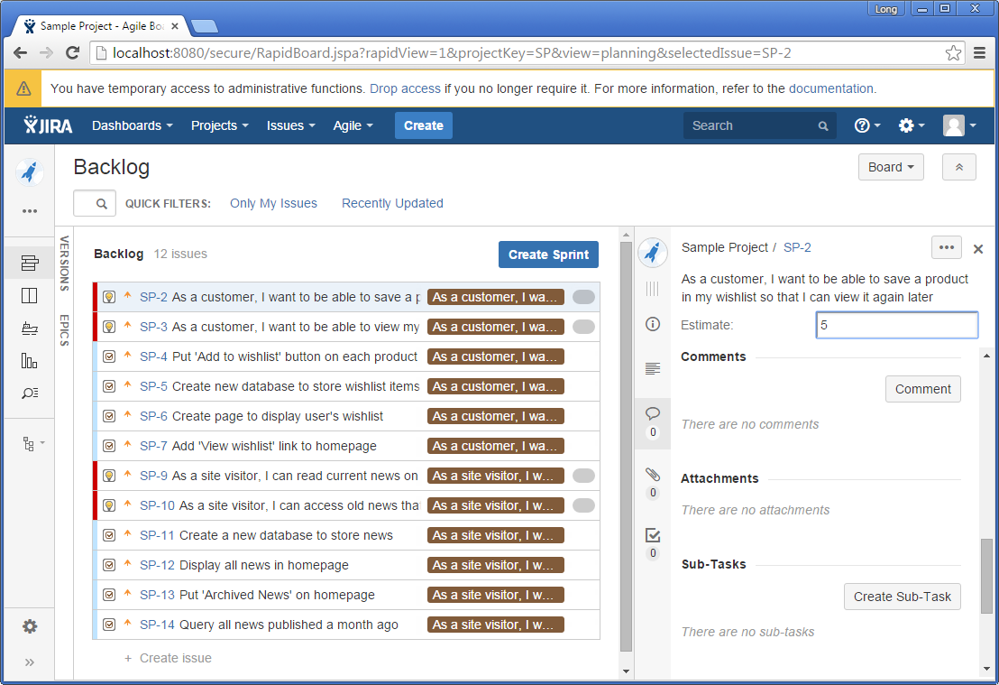 Long
Sample Project - Agile Boa
localhost:8080/secure/RapidBoard.jspa?rapidView=1&projectKey=SP&view=planning&selectedIssue=SP-2
You have temporary access to administrative functions. Drop access if you no longer require it. For more information, refer to the documentation.
JIRA Dashboards Projects Issues Agile Create Search
Backlog
Board
QUICK FILTERS: Only My Issues Recently Updated
VERSIONS
EPICS
Backlog 12 issues
Create Sprint
SP-2 As a customer, I want to be able to save a p As a customer, I wa...
SP-3 As a customer, I want to be able to view my As a customer, I wa...
SP-4 Put 'Add to wishlist' button on each product As a customer, I wa...
SP-5 Create new database to store wishlist items As a customer, I wa...
SP-6 Create page to display user's wishlist As a customer, I wa...
SP-7 Add 'View wishlist' link to homepage As a customer, I wa...
SP-9 As a site visitor, I can read current news on As a site visitor, I w...
SP-10 As a site visitor, I can access old news that As a site visitor, I w...
SP-11 Create a new database to store news As a site visitor, I w...
SP-12 Display all news in homepage As a site visitor, I w...
SP-13 Put 'Archived News' on homepage As a site visitor, I w...
SP-14 Query all news published a month ago As a site visitor, I w...
+ Create issue
Sample Project / SP-2
As a customer, I want to be able to save a product
in my wishlist so that I can view it again later
Estimate: 5
Comments
Comment
There are no comments
0
Attachments
0
There are no attachments
0
Sub-Tasks
Create Sub-Task
There are no sub-tasks